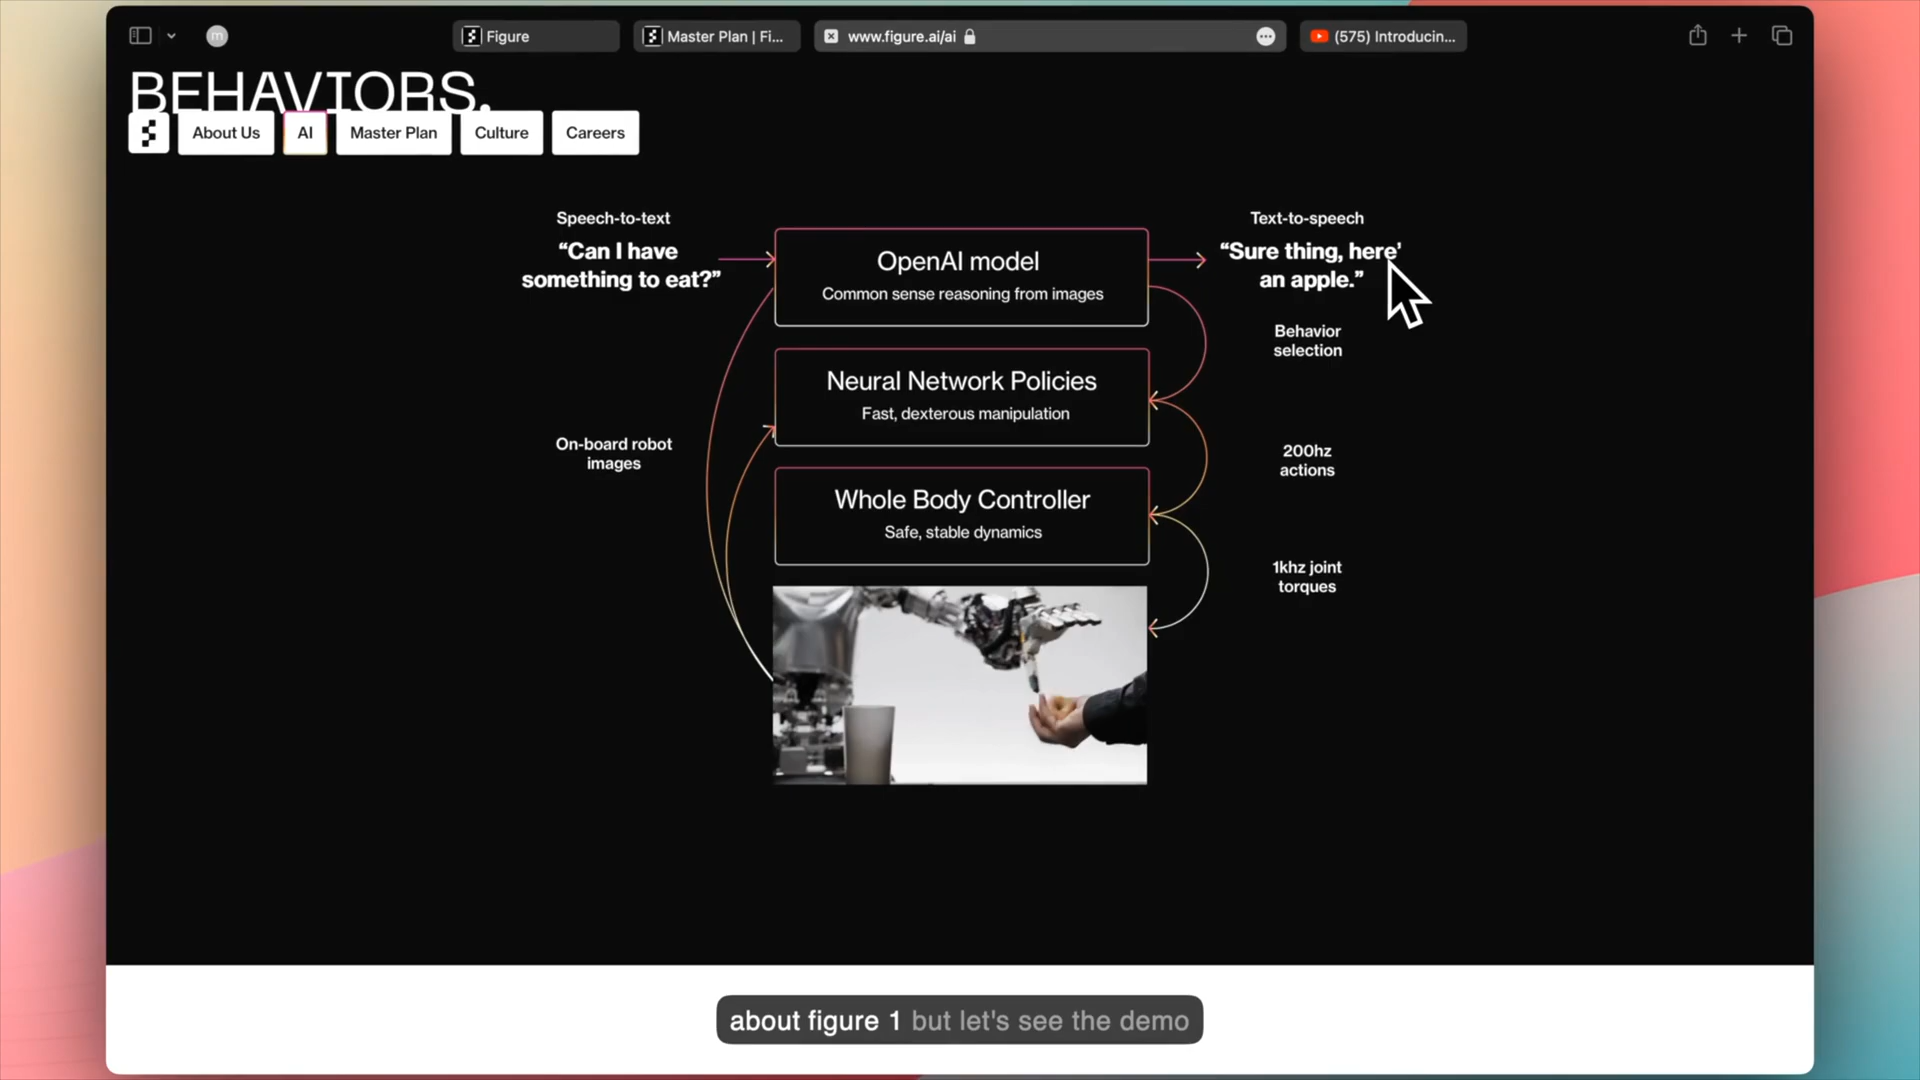 m
Figure
Master Plan | Fi...
www.figure.ai/ai
(575) Introducin...
BEHAVIORS.
About Us
AI
Master Plan
Culture
Careers
Speech-to-text
“Can I have
something to eat?”
OpenAI model
Common sense reasoning from images
Text-to-speech
“Sure thing, here’
an apple.”
Behavior
selection
Neural Network Policies
Fast, dexterous manipulation
On-board robot
images
200hz
actions
Whole Body Controller
Safe, stable dynamics
1khz joint
torques
about figure 1 but let's see the demo